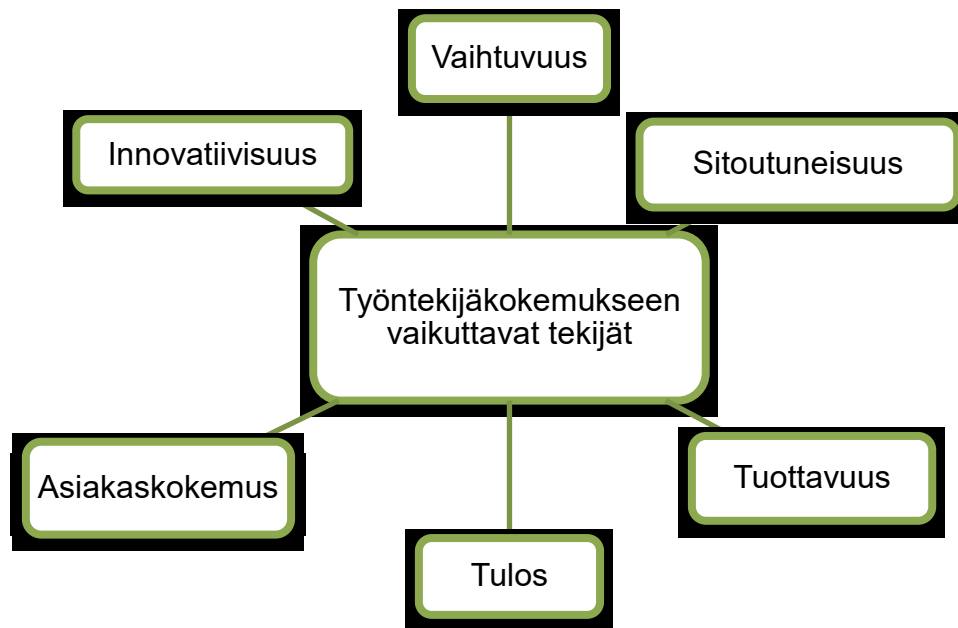 Vaihtuvuus
Innovatiivisuus
Sitoutuneisuus
Työntekijäkokemukseen
vaikuttavat tekijät
Asiakaskokemus
Tuottavuus
Tulos